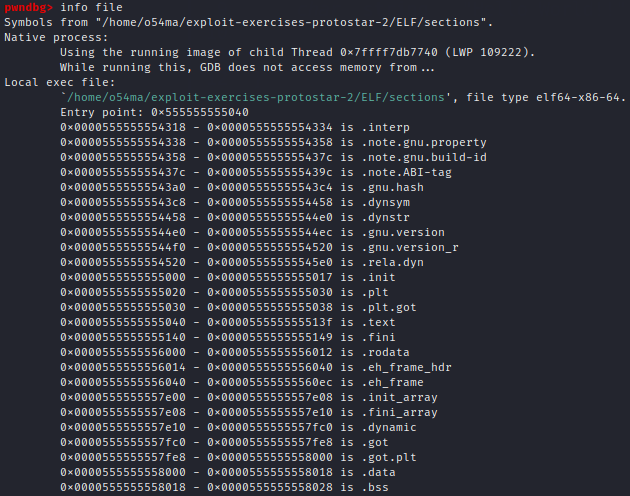 pwndbg> info file
Symbols from "/home/o54ma/exploit-exercises-protostar-2/ELF/sections".
Native process:
Using the running image of child Thread 0×7ffff7db7740 (LWP 109222).
While running this, GDB does not access memory from...
Local exec file:
`/home/o54ma/exploit-exercises-protostar-2/ELF/sections', file type elf64-x86-64.
Entry point: 0×555555555040
0×0000555555554318 - 0×0000555555554334 is .interp
0×0000555555554338 - 0×0000555555554358 is .note.gnu.property
0×0000555555554358 - 0×000055555555437c is .note.gnu.build-id
0×000055555555437c - 0×000055555555439c is .note.ABI-tag
0×00005555555543a0 - 0×00005555555543c4 is .gnu.hash
0×00005555555543c8 - 0×0000555555554458 is .dynsym
0×0000555555554458 - 0×00005555555544e0 is .dynstr
0×00005555555544e0 - 0×00005555555544ec is .gnu.version
0×00005555555544f0 - 0×0000555555554520 is .gnu.version_r
0×0000555555554520 - 0×00005555555545e0 is .rela.dyn
0×0000555555555000 - 0×0000555555555017 is .init
0×0000555555555020 - 0×0000555555555030 is .plt
0×0000555555555030 - 0×0000555555555038 is .plt.got
0×0000555555555040 - 0×000055555555513f is .text
0×0000555555555140 - 0×0000555555555149 is .fini
0×0000555555556000 - 0×0000555555556012 is .rodata
0×0000555555556014 - 0×0000555555556040 is .eh_frame_hdr
0×0000555555556040 - 0×00005555555560ec is .eh_frame
0×0000555555557e00 - 0×0000555555557e08 is .init_array
0×0000555555557e08 - 0×0000555555557e10 is .fini_array
0×0000555555557e10 - 0×0000555555557fc0 is .dynamic
0×0000555555557fc0 - 0×0000555555557fe8 is .got
0×0000555555557fe8 - 0×0000555555558000 is .got.plt
0×0000555555558000 - 0×0000555555558018 is .data
0×0000555555558018 - 0×0000555555558028 is .bss